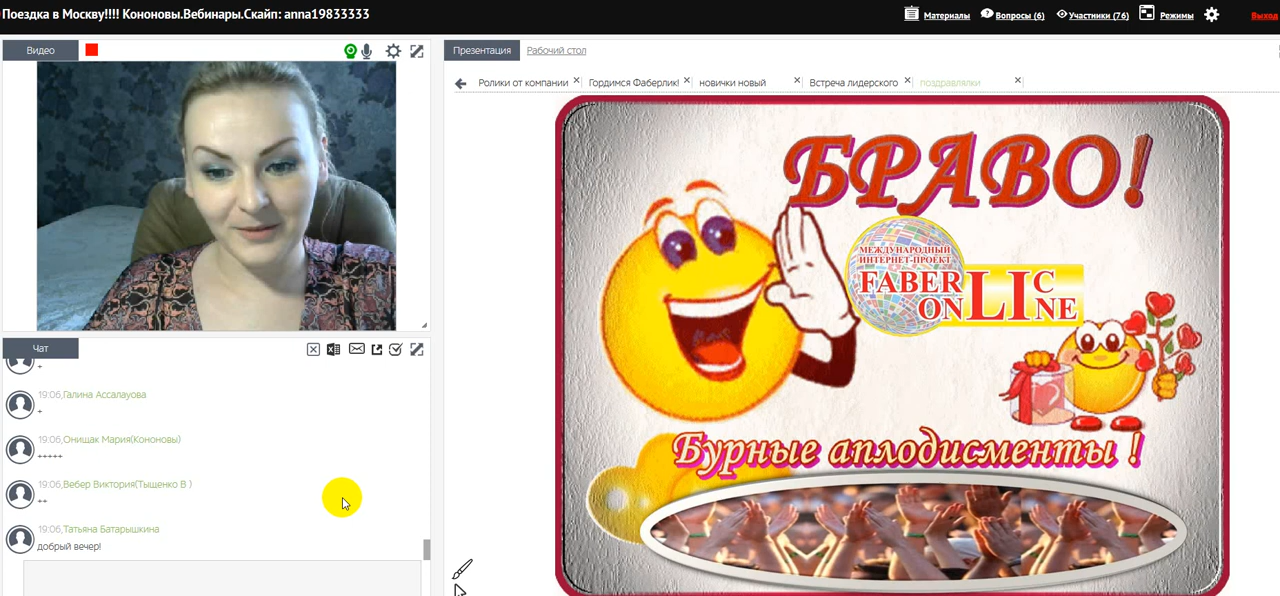 Поездка в Москву!!!! Кононовы.Вебинары.Скайп: anna19833333
Материалы
Вопросы (6)
Участники (76)
Режимы
Выход
Видео
Презентация
Рабочий стол
Ролики от компании
Гордимся Фаберлик!
новички новый
Встреча лидерского
поздравлялки
БРАВО!
МЕЖДУНАРОДНЫЙ
ИНТЕРНЕТ-ПРОЕКТ
FABERLIC
ONLINE
Бурные аплодисменты !
Чат
+
19:06,Галина Ассалауова
+
19:06,Онищак Мария(Кононовы)
+++++
19:06,Вебер Виктория(Тыщенко В )
++
19:06,Татьяна Батарышкина
добрый вечер!